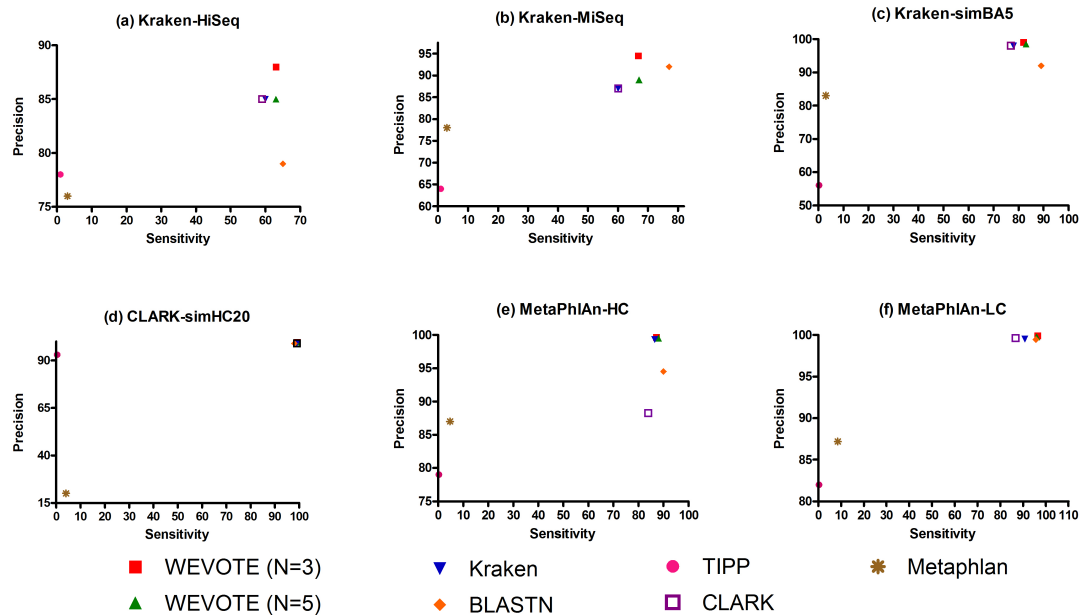 (a) Kraken-HiSeq
90
85
80
75
Precision
0 10 20 30 40 50 60 70
Sensitivity
(b) Kraken-MiSeq
95
90
85
80
75
70
65
60
Precision
0 10 20 30 40 50 60 70 80
Sensitivity
(c) Kraken-simBA5
100
90
80
70
60
50
Precision
0 10 20 30 40 50 60 70 80 90 100
Sensitivity
(d) CLARK-simHC20
90
65
40
15
Precision
0 10 20 30 40 50 60 70 80 90 100
Sensitivity
(e) MetaPhlAn-HC
100
95
90
85
80
75
Precision
0 10 20 30 40 50 60 70 80 90 100
Sensitivity
(f) MetaPhlAn-LC
100
95
90
85
80
Precision
0 10 20 30 40 50 60 70 80 90 100 110
Sensitivity
WEVOTE (N=3) Kraken TIPP Metaphlan
WEVOTE (N=5) BLASTN CLARK